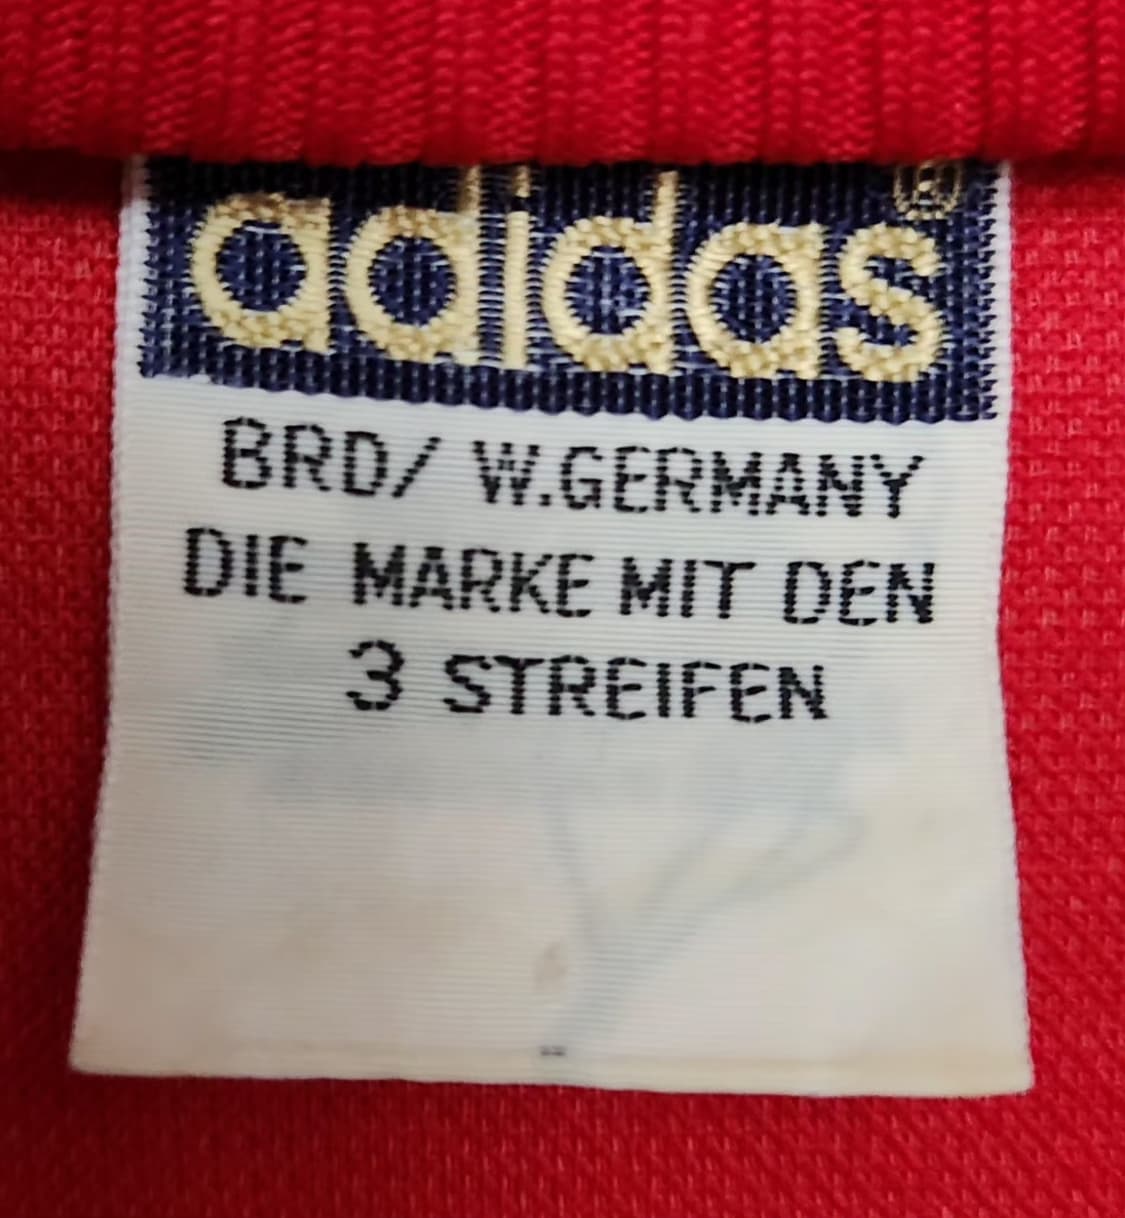 adidas®
BRD/ W.GERMANY
DIE MARKE MIT DEN
3 STREIFEN